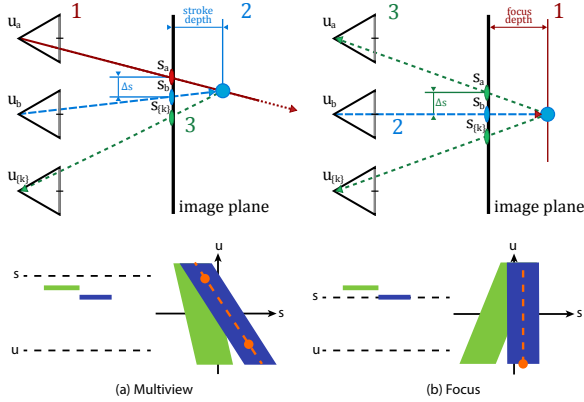 u_a
1
stroke
depth
2
s_a
s_b
Δs
u_b
s_{k}
3
u_{k}
image plane
3
focus
depth
1
u_a
s_a
s_b
Δs
u_b
2
s_{k}
u_{k}
image plane
u
s
s
u
(a) Multiview
u
s
s
u
(b) Focus